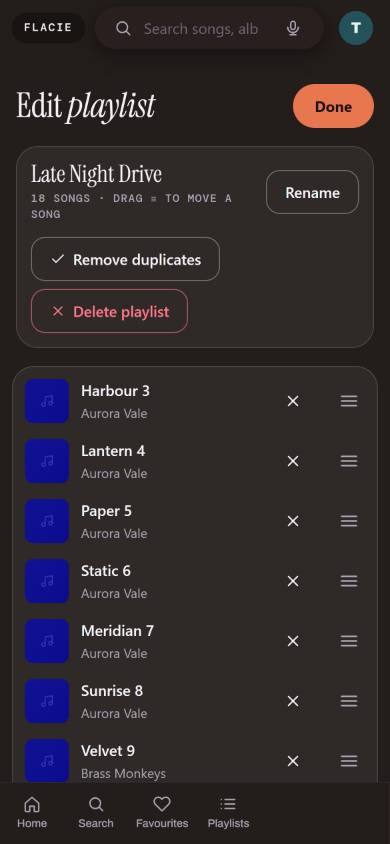 FLACIE
Search songs, alb
T
Edit playlist
Done
Late Night Drive
18 SONGS · DRAG ≡ TO MOVE A
SONG
Rename
Remove duplicates
Delete playlist
Harbour 3
Aurora Vale
Lantern 4
Aurora Vale
Paper 5
Aurora Vale
Static 6
Aurora Vale
Meridian 7
Aurora Vale
Sunrise 8
Aurora Vale
Velvet 9
Brass Monkeys
Home
Search
Favourites
Playlists